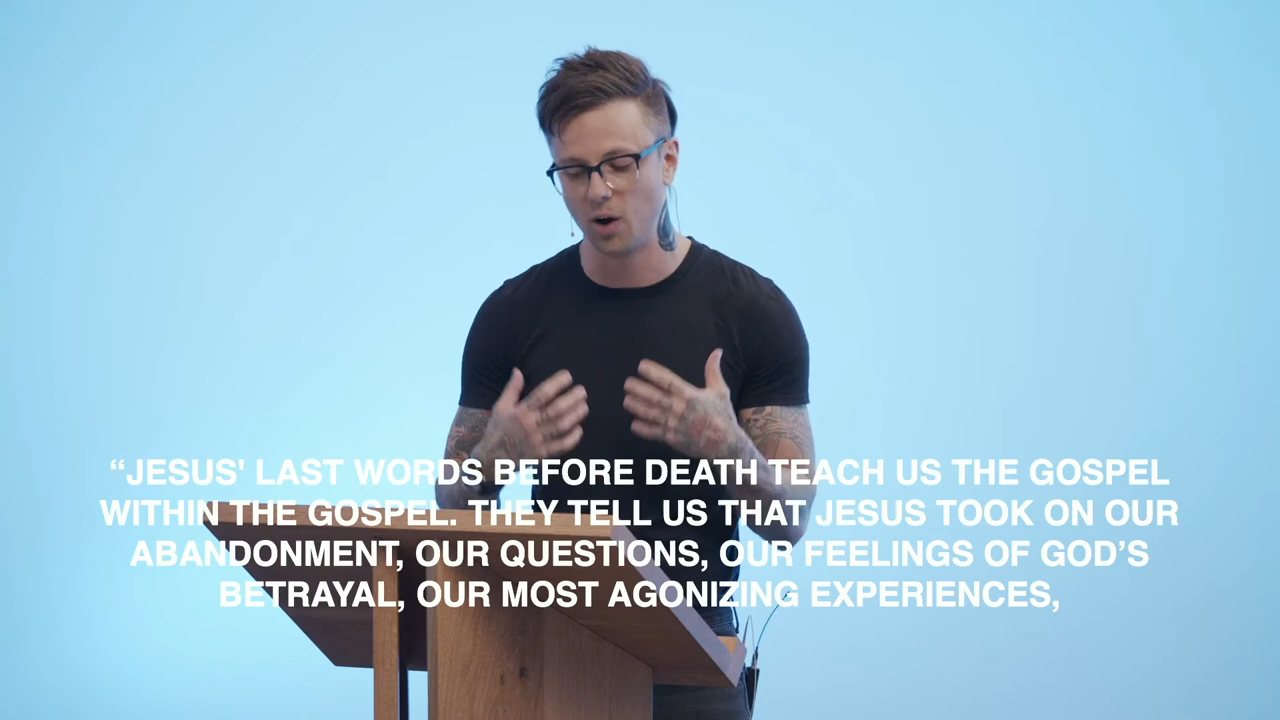 “JESUS' LAST WORDS BEFORE DEATH TEACH US THE GOSPEL
WITHIN THE GOSPEL. THEY TELL US THAT JESUS TOOK ON OUR
ABANDONMENT, OUR QUESTIONS, OUR FEELINGS OF GOD’S
BETRAYAL, OUR MOST AGONIZING EXPERIENCES,